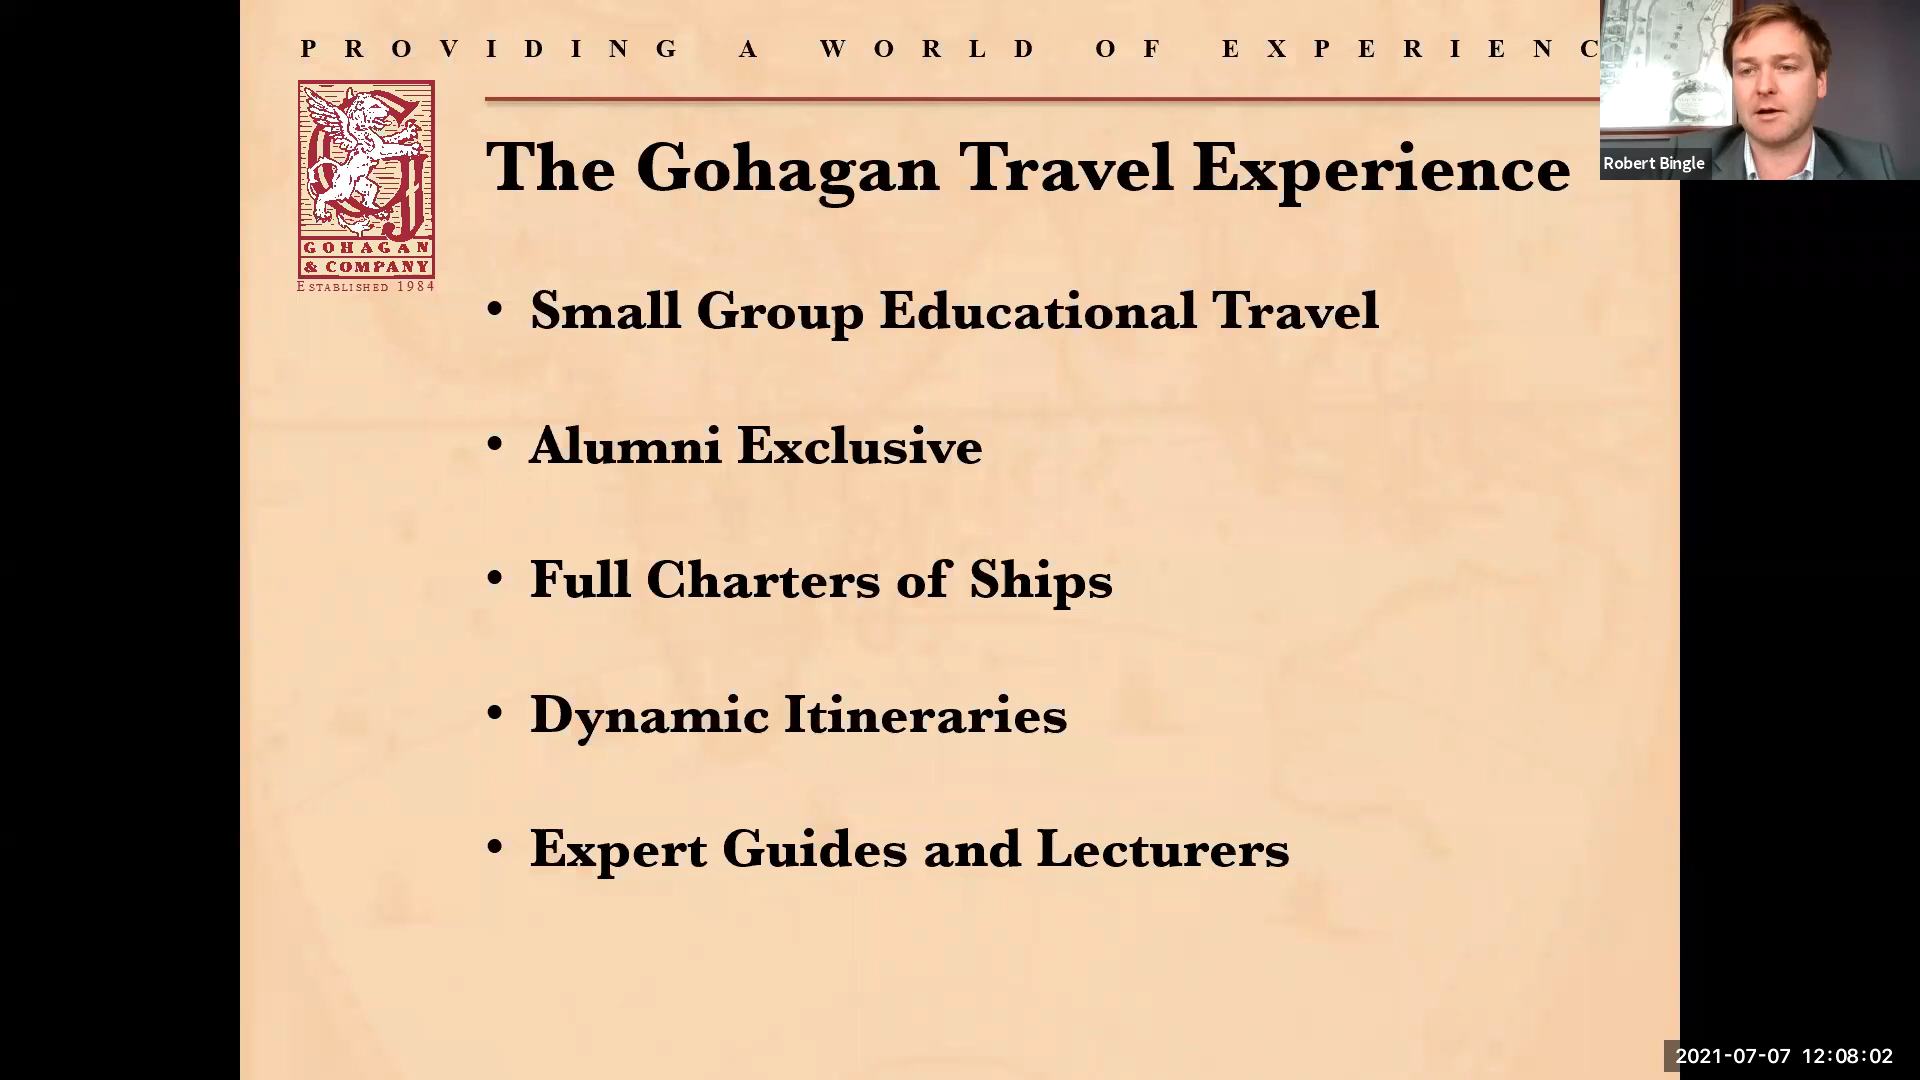 PROVIDING A WORLD OF EXPERIENC
Robert Bingle
GOHAGAN
& COMPANY
ESTABLISHED 1984
The Gohagan Travel Experience
• Small Group Educational Travel
• Alumni Exclusive
• Full Charters of Ships
• Dynamic Itineraries
• Expert Guides and Lecturers
2021-07-07 12:08:02